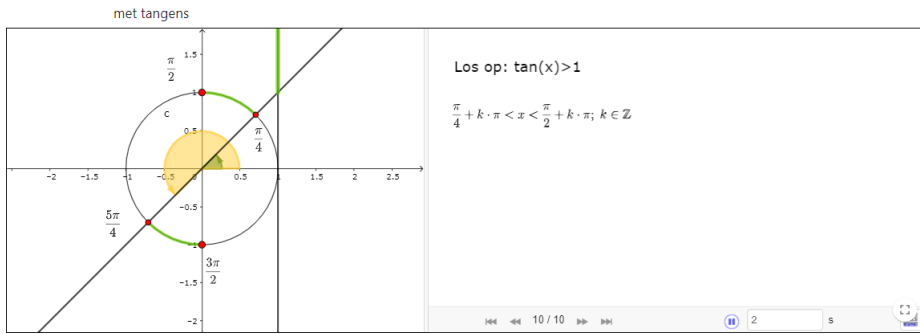 met tangens
π/2
1.5
1
c
0.5
π/4
-2 -1.5 -1 -0.5 0 0.5 1 1.5 2 2.5
-0.5
5π/4
-1
3π/2
-1.5
-2
Los op: tan(x)>1
π/4 + k · π < x < π/2 + k · π; k ∈ ℤ
10 / 10
2 s